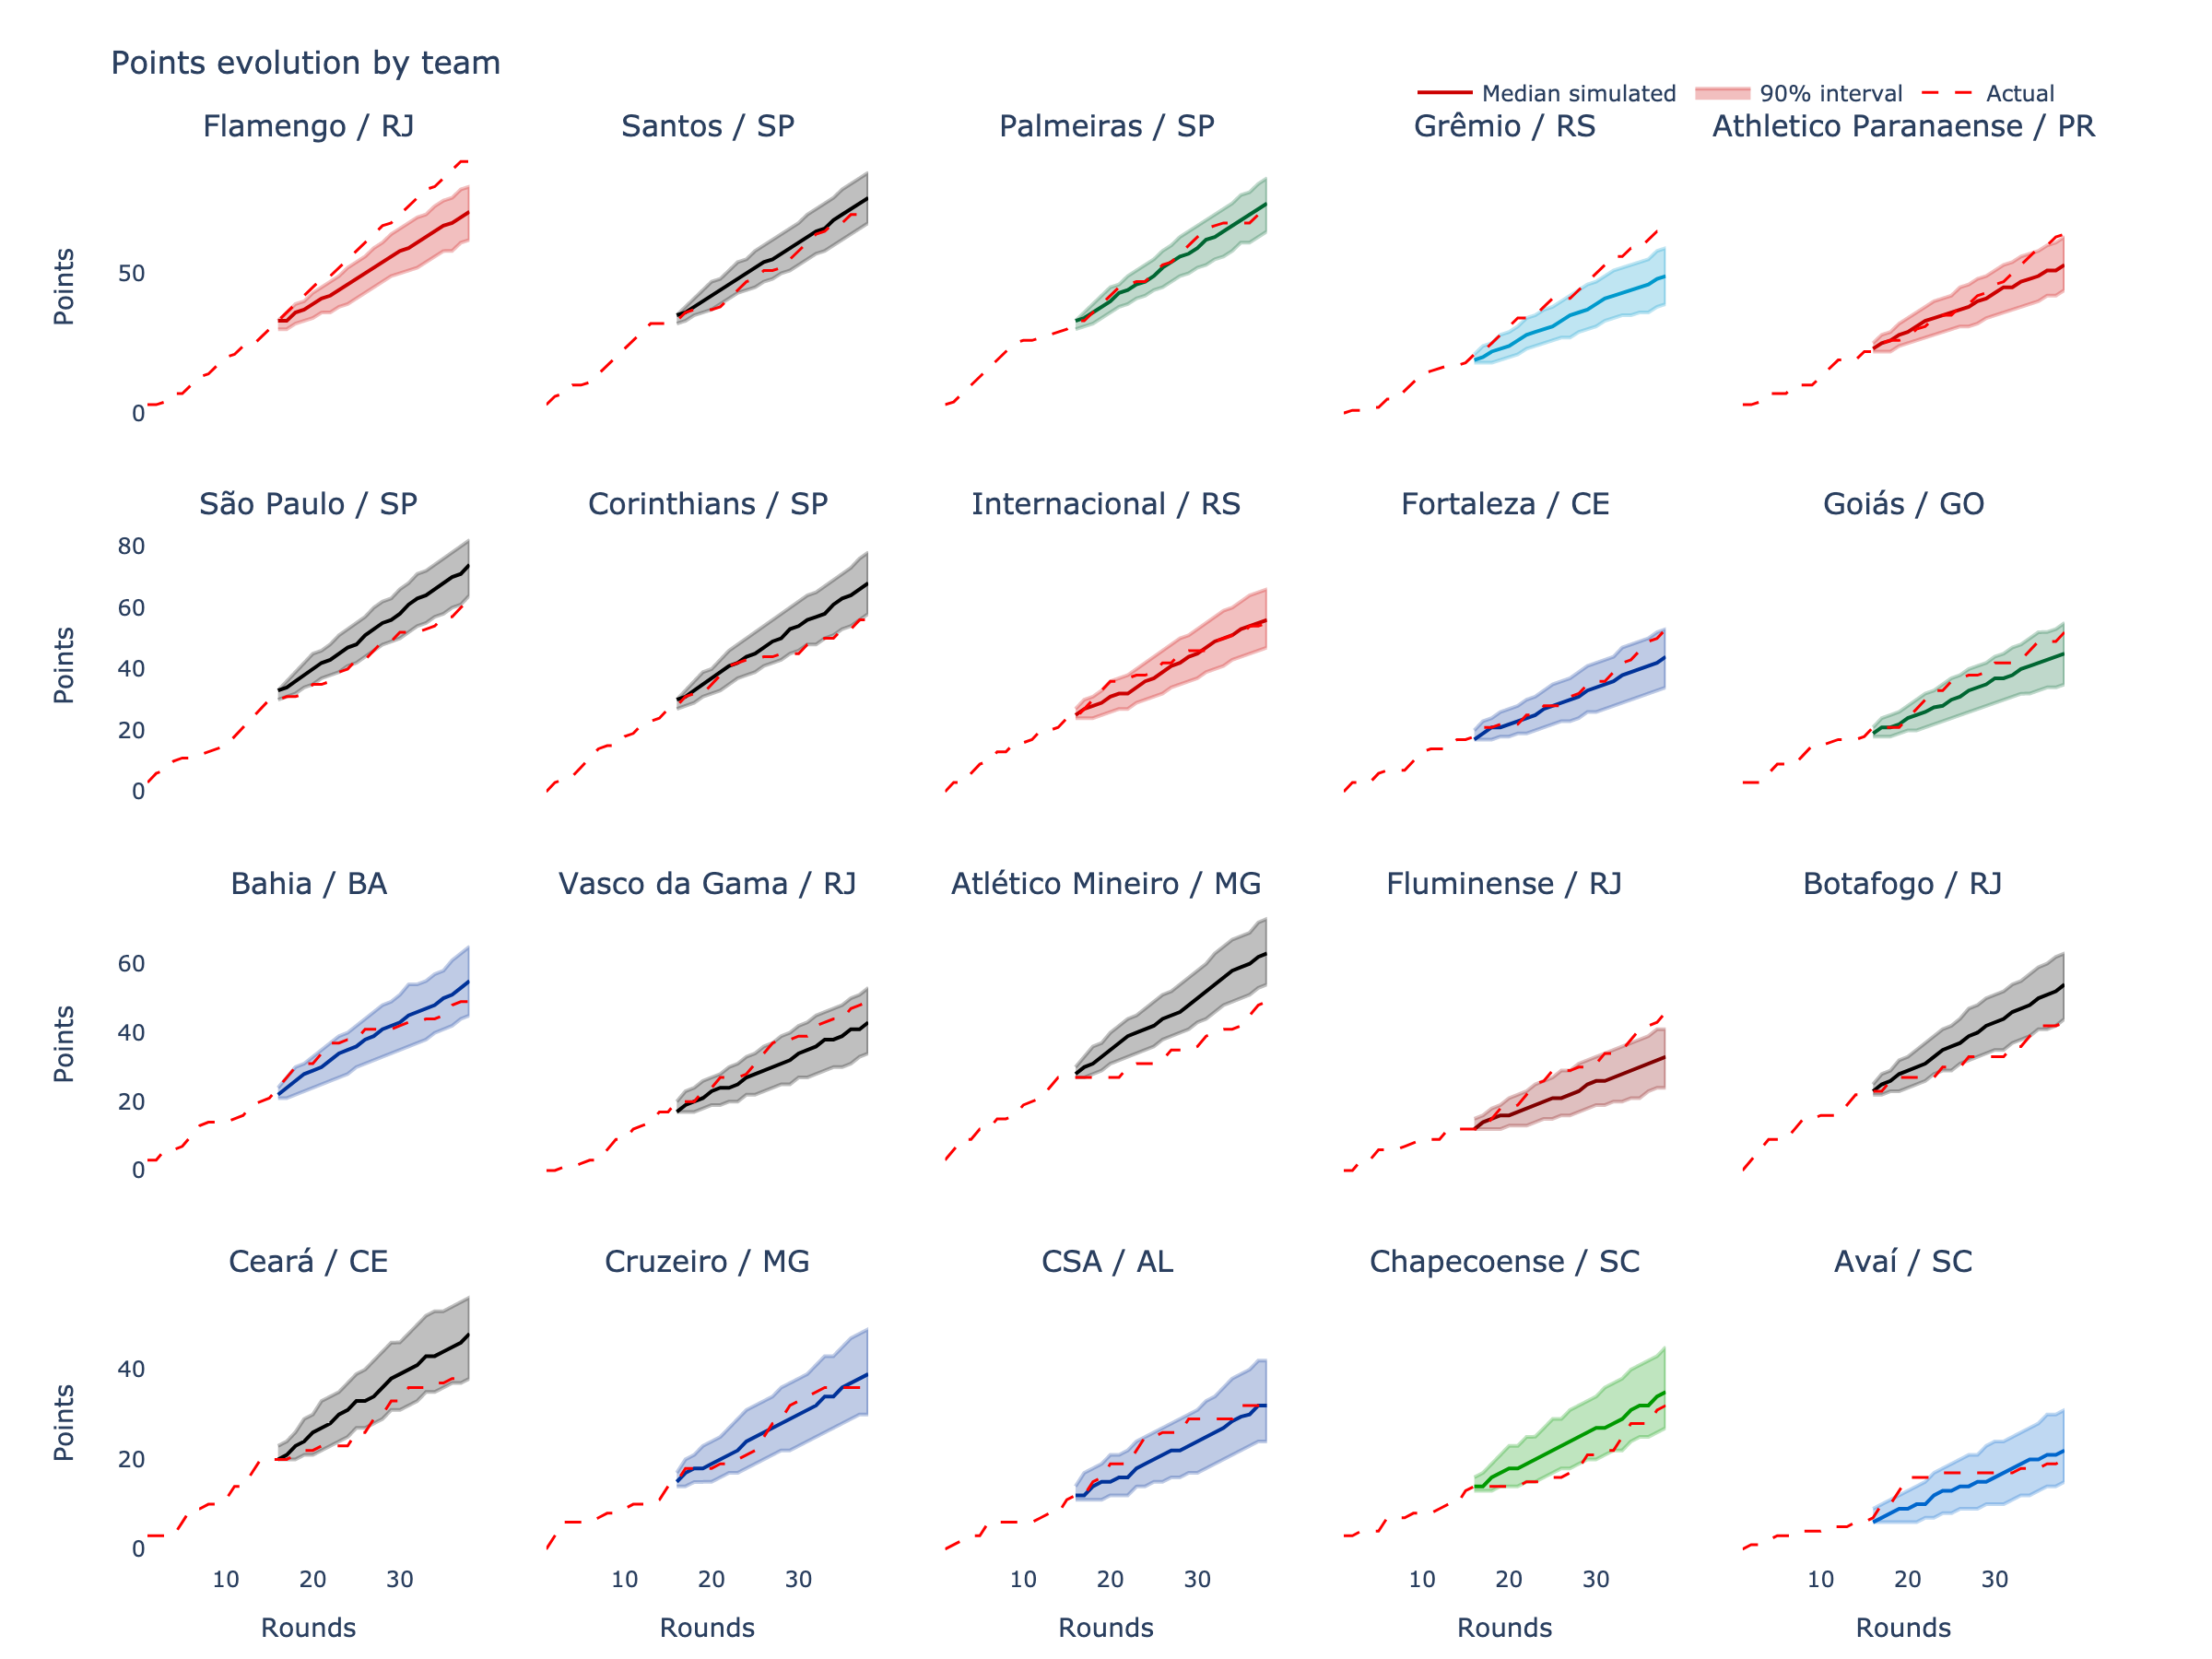 Points evolution by team
Median simulated 90% interval Actual
Flamengo / RJ Santos / SP Palmeiras / SP Grêmio / RS Athletico Paranaense / PR
50
0
Points
São Paulo / SP Corinthians / SP Internacional / RS Fortaleza / CE Goiás / GO
80
60
40
20
0
Points
Bahia / BA Vasco da Gama / RJ Atlético Mineiro / MG Fluminense / RJ Botafogo / RJ
60
40
20
0
Points
Ceará / CE Cruzeiro / MG CSA / AL Chapecoense / SC Avaí / SC
40
20
0
Points
10 20 30 10 20 30 10 20 30 10 20 30 10 20 30
Rounds Rounds Rounds Rounds Rounds